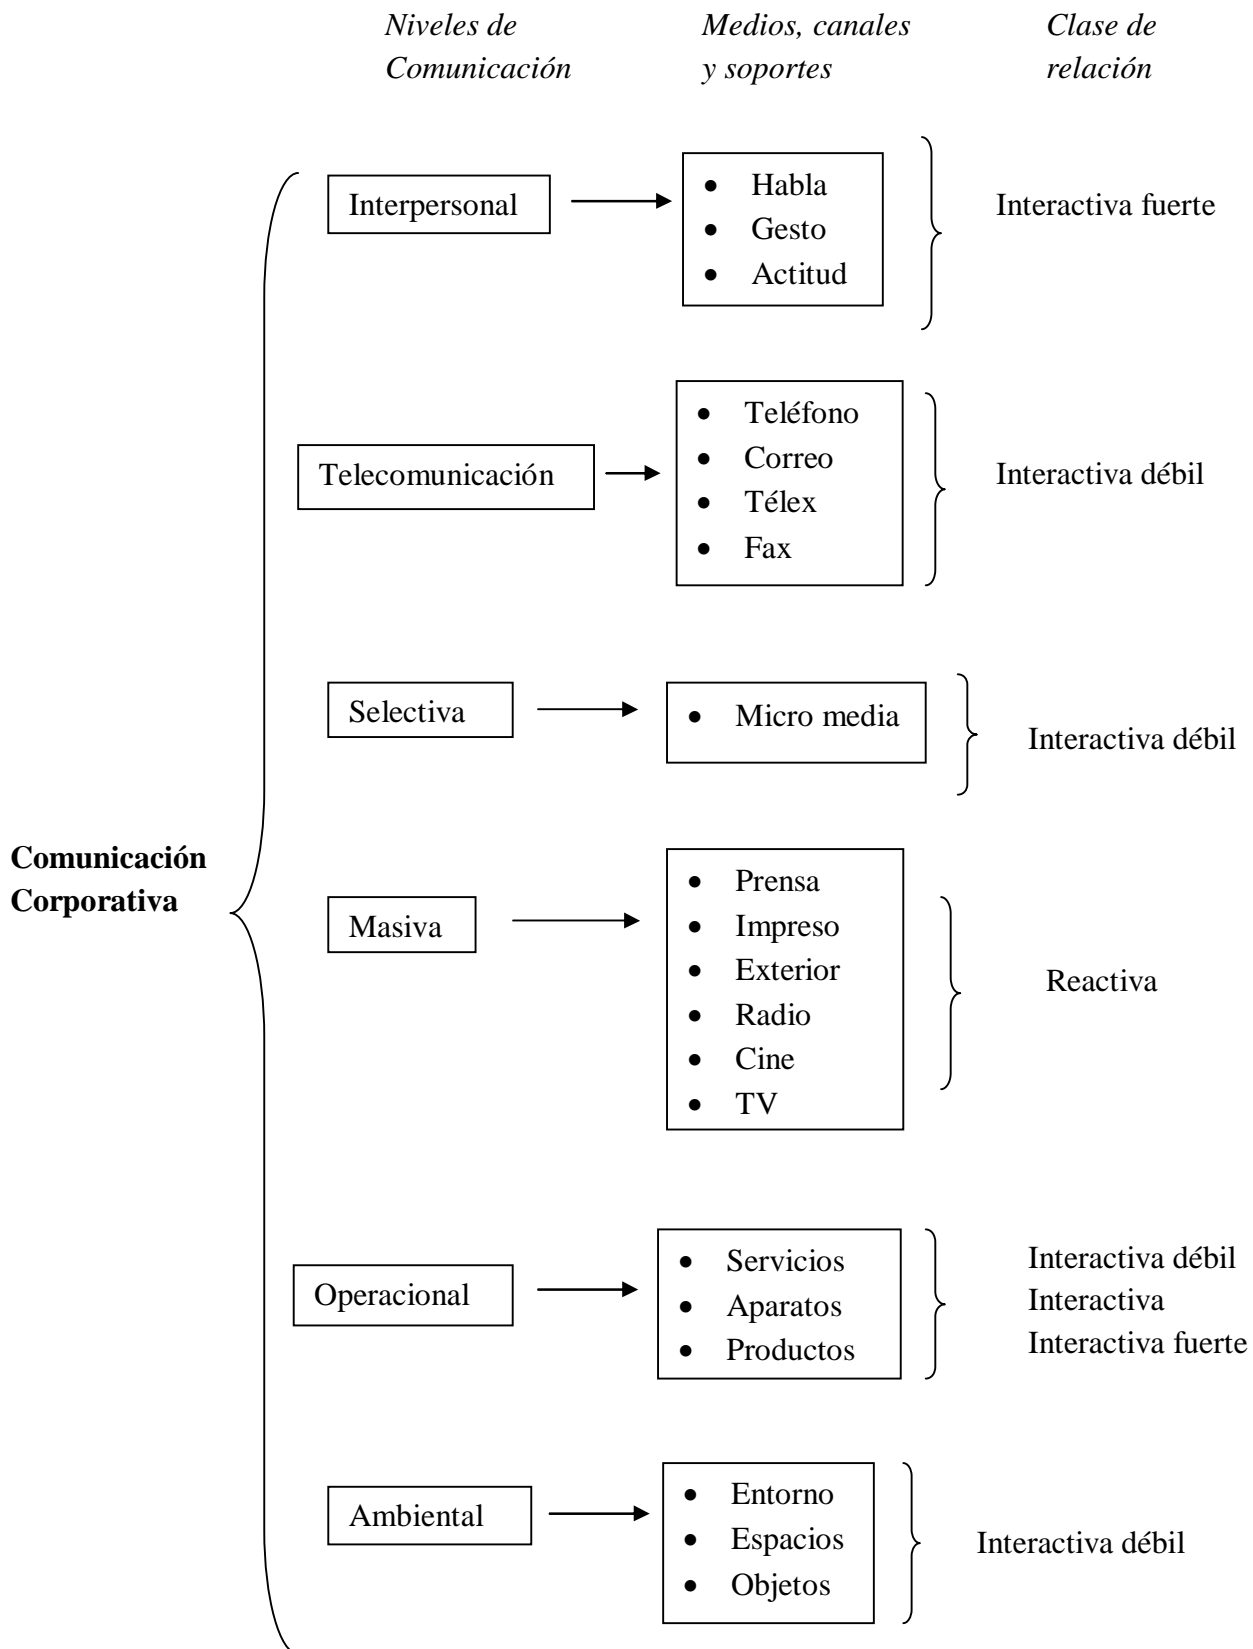 Niveles de
Comunicación
Medios, canales
y soportes
Clase de
relación
Interpersonal
• Habla
• Gesto
• Actitud
Interactiva fuerte
Telecomunicación
• Teléfono
• Correo
• Télex
• Fax
Interactiva débil
Selectiva
• Micro media
Interactiva débil
Comunicación
Corporativa
Masiva
• Prensa
• Impreso
• Exterior
• Radio
• Cine
• TV
Reactiva
Operacional
• Servicios
• Aparatos
• Productos
Interactiva débil
Interactiva
Interactiva fuerte
Ambiental
• Entorno
• Espacios
• Objetos
Interactiva débil